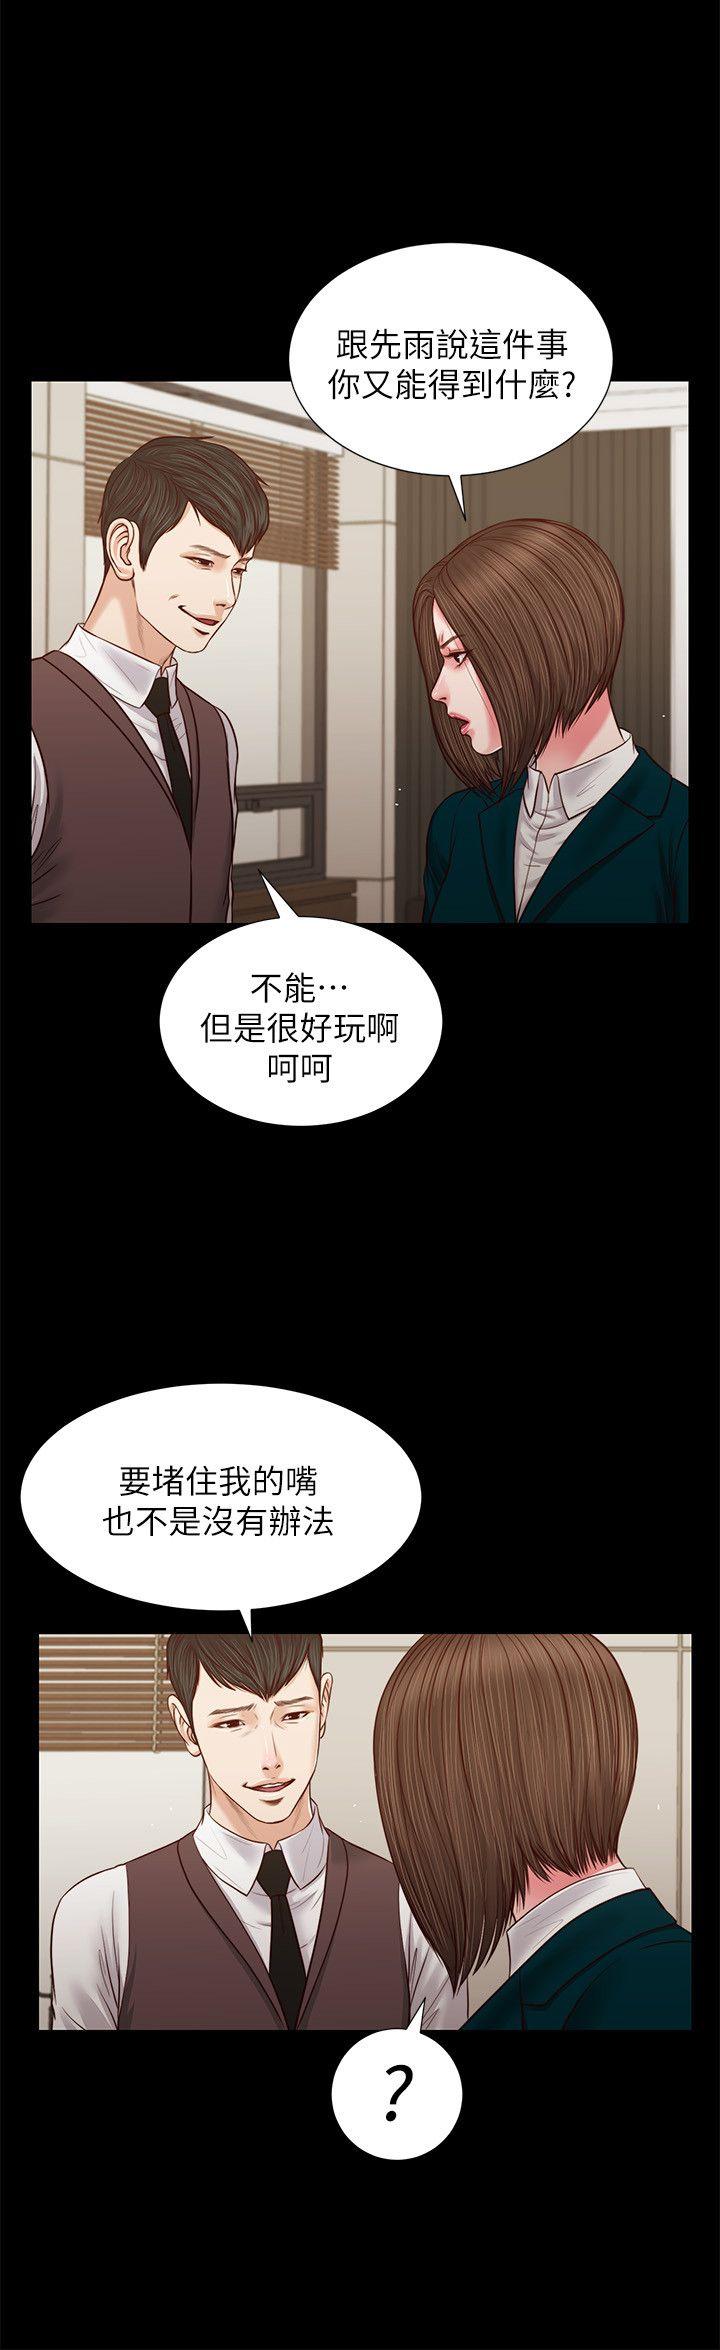 跟先雨說這件事
你又能得到什麼?
不能…
但是很好玩啊
呵呵
要堵住我的嘴
也不是沒有辦法
?